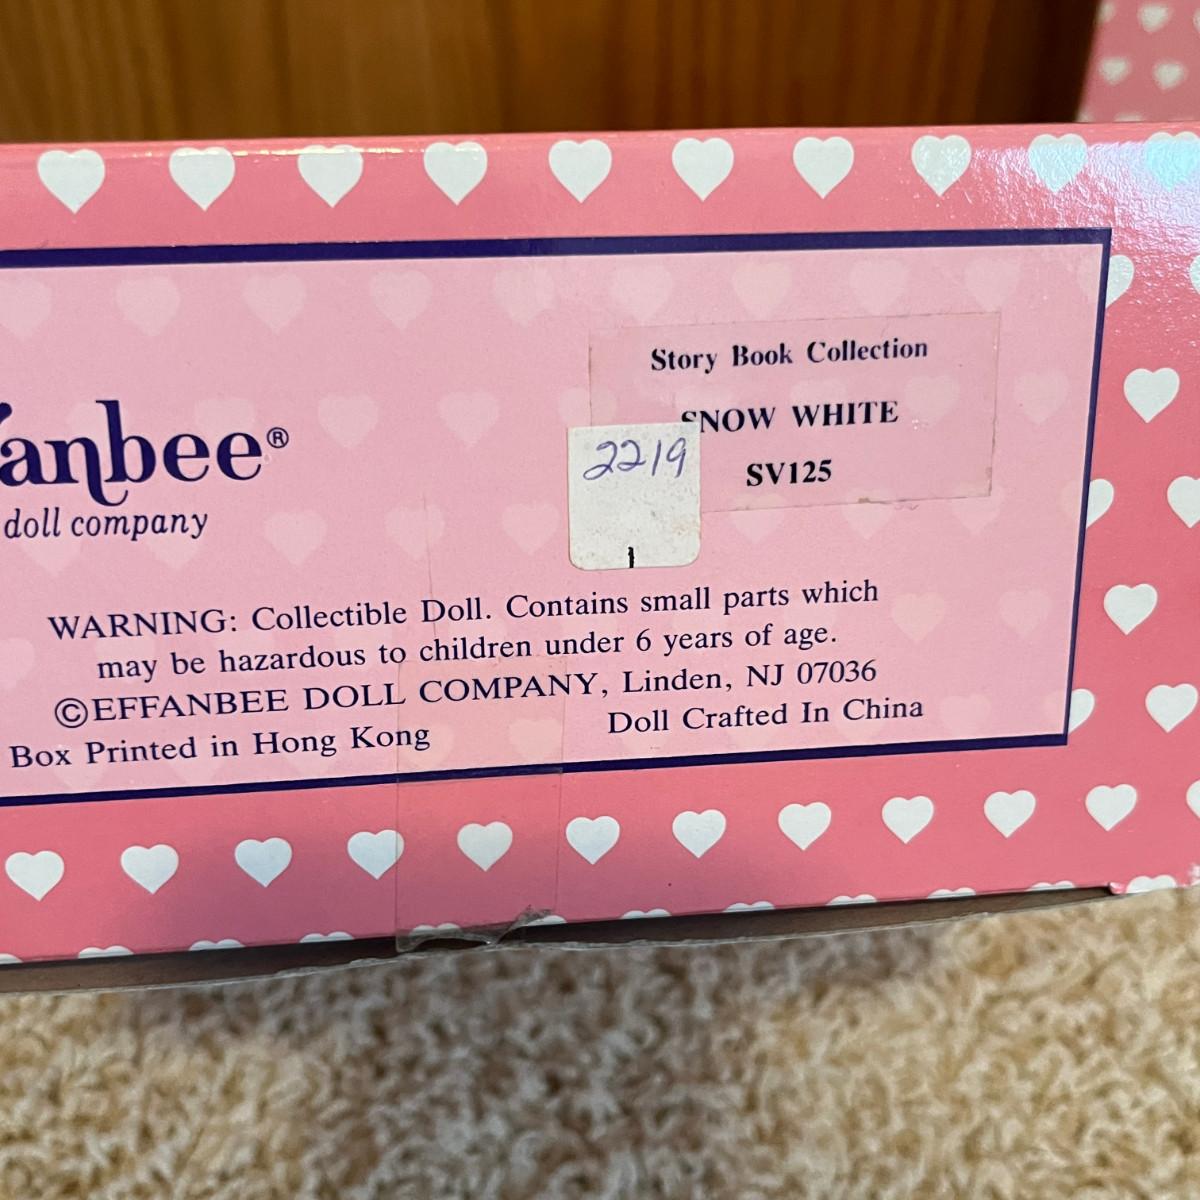 anbee®
doll company
Story Book Collection
SNOW WHITE
SV125
2219
WARNING: Collectible Doll. Contains small parts which
may be hazardous to children under 6 years of age.
©EFFANBEE DOLL COMPANY, Linden, NJ 07036
Box Printed in Hong Kong
Doll Crafted In China